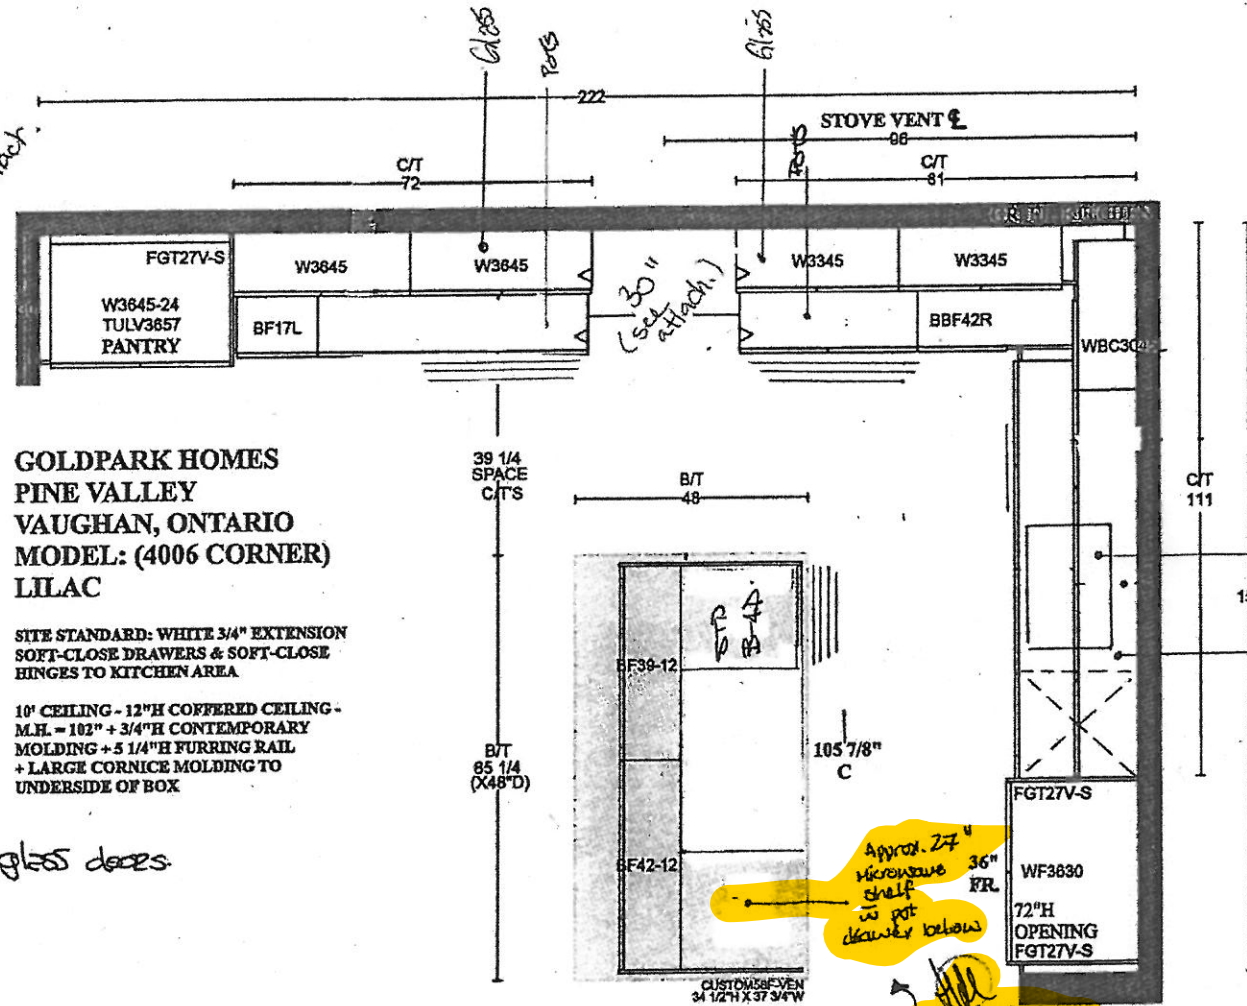 Glass
Pots
Glass
222
STOVE VENT ℄
96
C/T
72
C/T
81
FGT27V-S
W3645
W3645
W3345
W3345
W3645-24
TULV3657
PANTRY
BF17L
30"
(see
attach.)
BBF42R
WBC30
GOLDPARK HOMES
PINE VALLEY
VAUGHAN, ONTARIO
MODEL: (4006 CORNER)
LILAC
39 1/4
SPACE
C/T'S
B/T
48
C/T
111
SITE STANDARD: WHITE 3/4" EXTENSION
SOFT-CLOSE DRAWERS & SOFT-CLOSE
HINGES TO KITCHEN AREA
STD
B-4D.
BF39-12
10' CEILING - 12"H COFFERED CEILING -
M.H. = 102" + 3/4"H CONTEMPORARY
MOLDING + 5 1/4"H FURRING RAIL
+ LARGE CORNICE MOLDING TO
UNDERSIDE OF BOX
B/T
85 1/4
(X48"D)
105 7/8"
C
FGT27V-S
glass doors.
BF42-12
Approx. 27"
Microwave
shelf
in pot
drawer below
36"
FR.
WF3630
72"H
OPENING
FGT27V-S
CUSTOM58F-VEN
34 1/2"H X 37 3/4"W